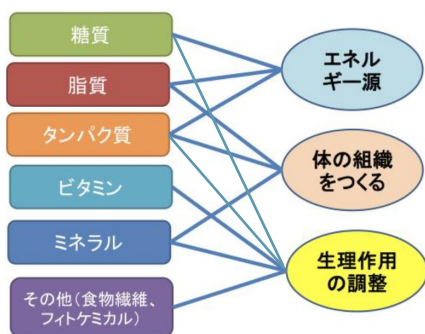 糖質
脂質
タンパク質
ビタミン
ミネラル
その他（食物繊維、
フィトケミカル）
エネル
ギー源
体の組織
をつくる
生理作用
の調整